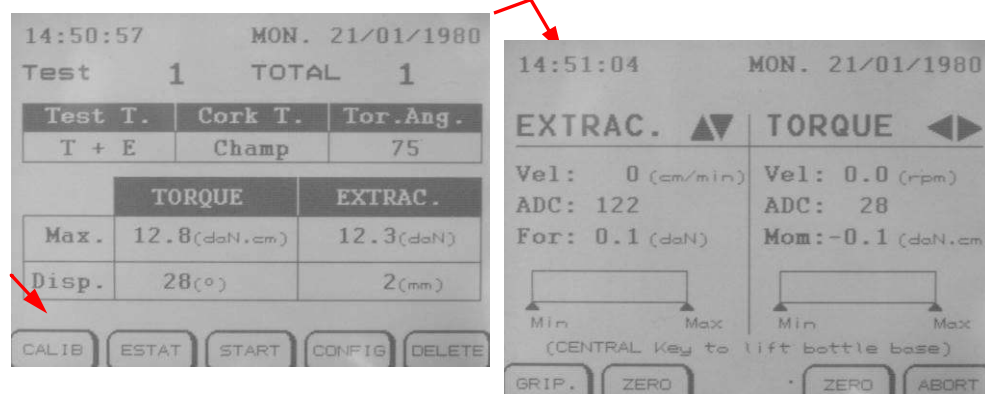 14:50:57 MON. 21/01/1980
Test 1 TOTAL 1
Test T. Cork T. Tor.Ang.
T + E Champ 75
TORQUE EXTRAC.
Max. 12.8(daN.cm) 12.3(daN)
Disp. 28(º) 2(mm)
CALIB ESTAT START CONFIG DELETE
14:51:04 MON. 21/01/1980
EXTRAC. ▲▼ TORQUE ◀▶
Vel: 0 (cm/min) Vel: 0.0 (rpm)
ADC: 122 ADC: 28
For: 0.1 (daN) Mom:-0.1 (daN.cm
Min Max Min Max
(CENTRAL Key to lift bottle base)
GRIP. ZERO ZERO ABORT